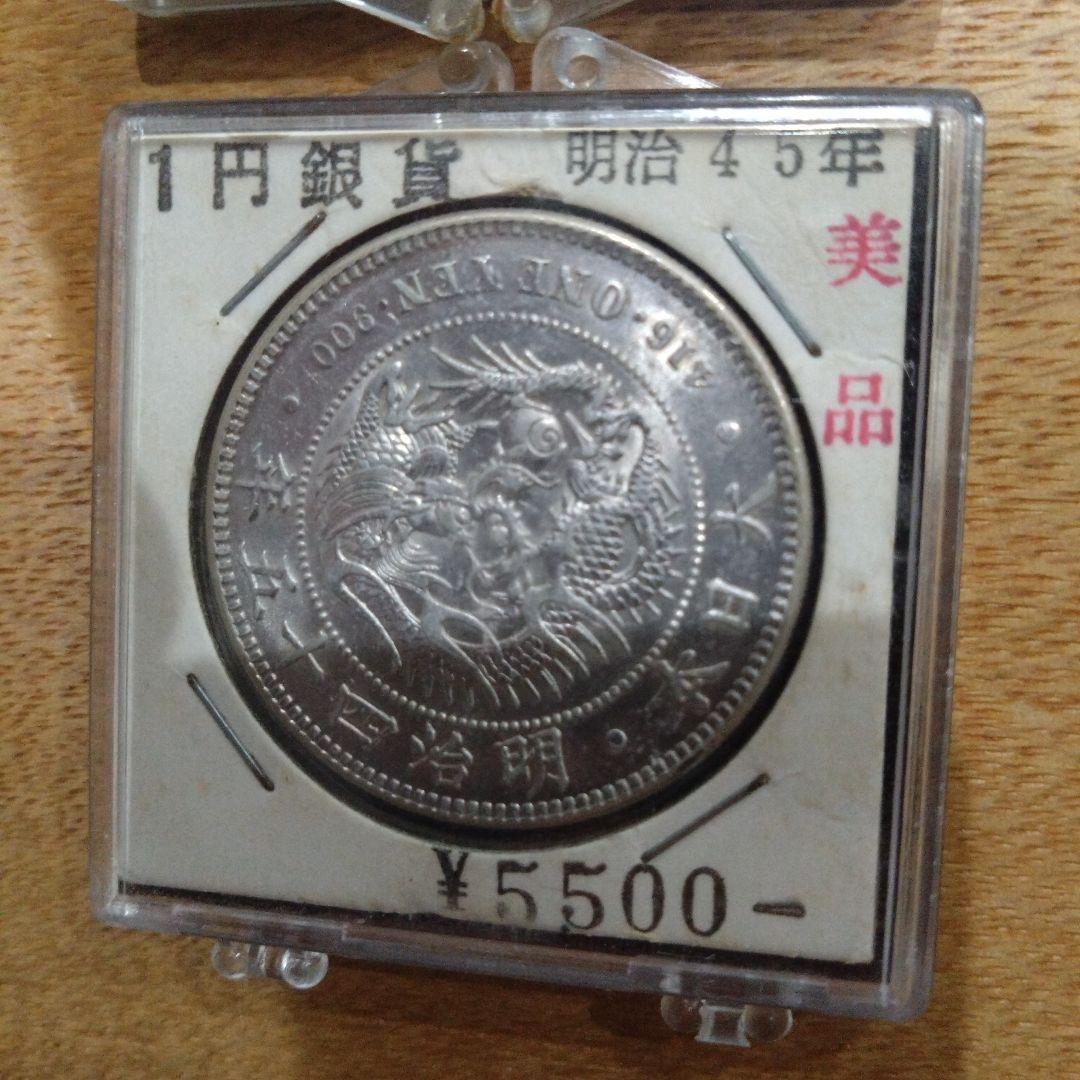 1円銀貨 明治45年
美品
416・ONE YEN・900・
大日本・明治四十五年
¥5500-